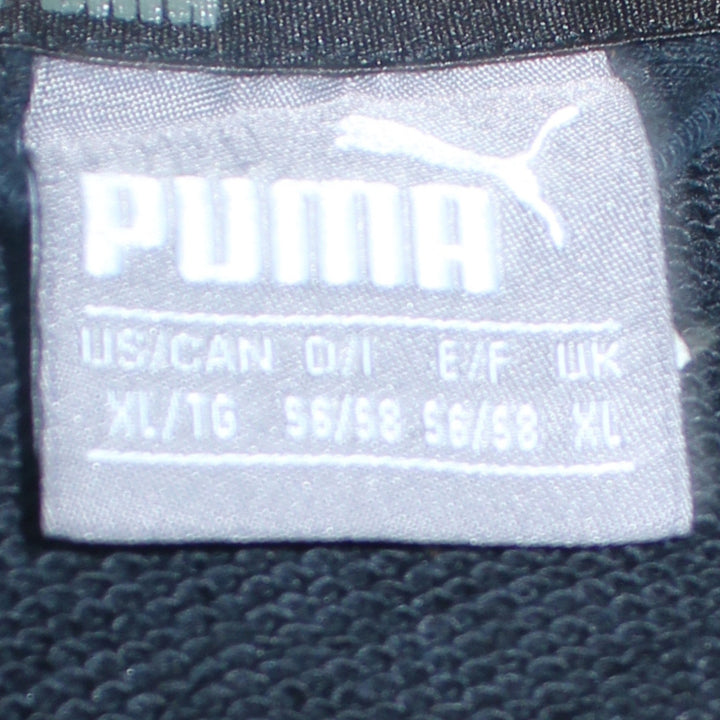 PUMA
US/CAN D/I E/F UK
XL/TG 56/58 56/58 XL